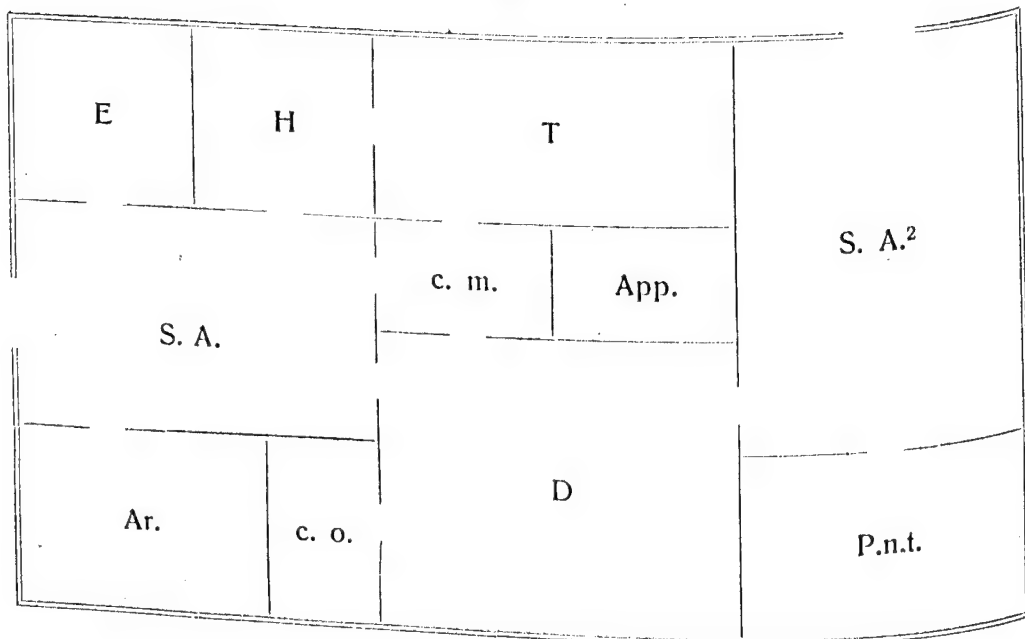 E
H
T
S. A.²
c. m.
App.
S. A.
D
Ar.
c. o.
P.n.t.